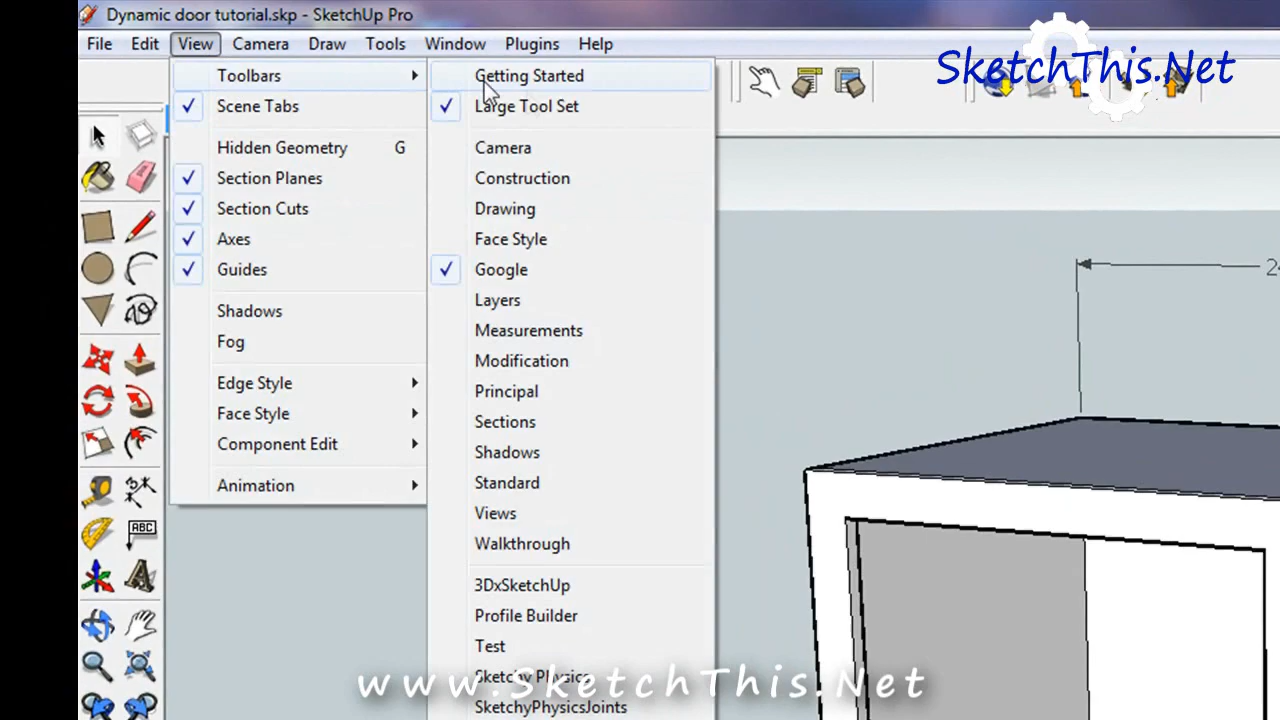 Dynamic door tutorial.skp - SketchUp Pro
File Edit View Camera Draw Tools Window Plugins Help
SketchThis.Net
Toolbars
Scene Tabs
Hidden Geometry G
Section Planes
Section Cuts
Axes
Guides
Shadows
Fog
Edge Style
Face Style
Component Edit
Animation
Getting Started
Large Tool Set
Camera
Construction
Drawing
Face Style
Google
Layers
Measurements
Modification
Principal
Sections
Shadows
Standard
Views
Walkthrough
3DxSketchUp
Profile Builder
Test
Sketchy Physics
SketchyPhysicsJoints
ABC
www.SketchThis.Net